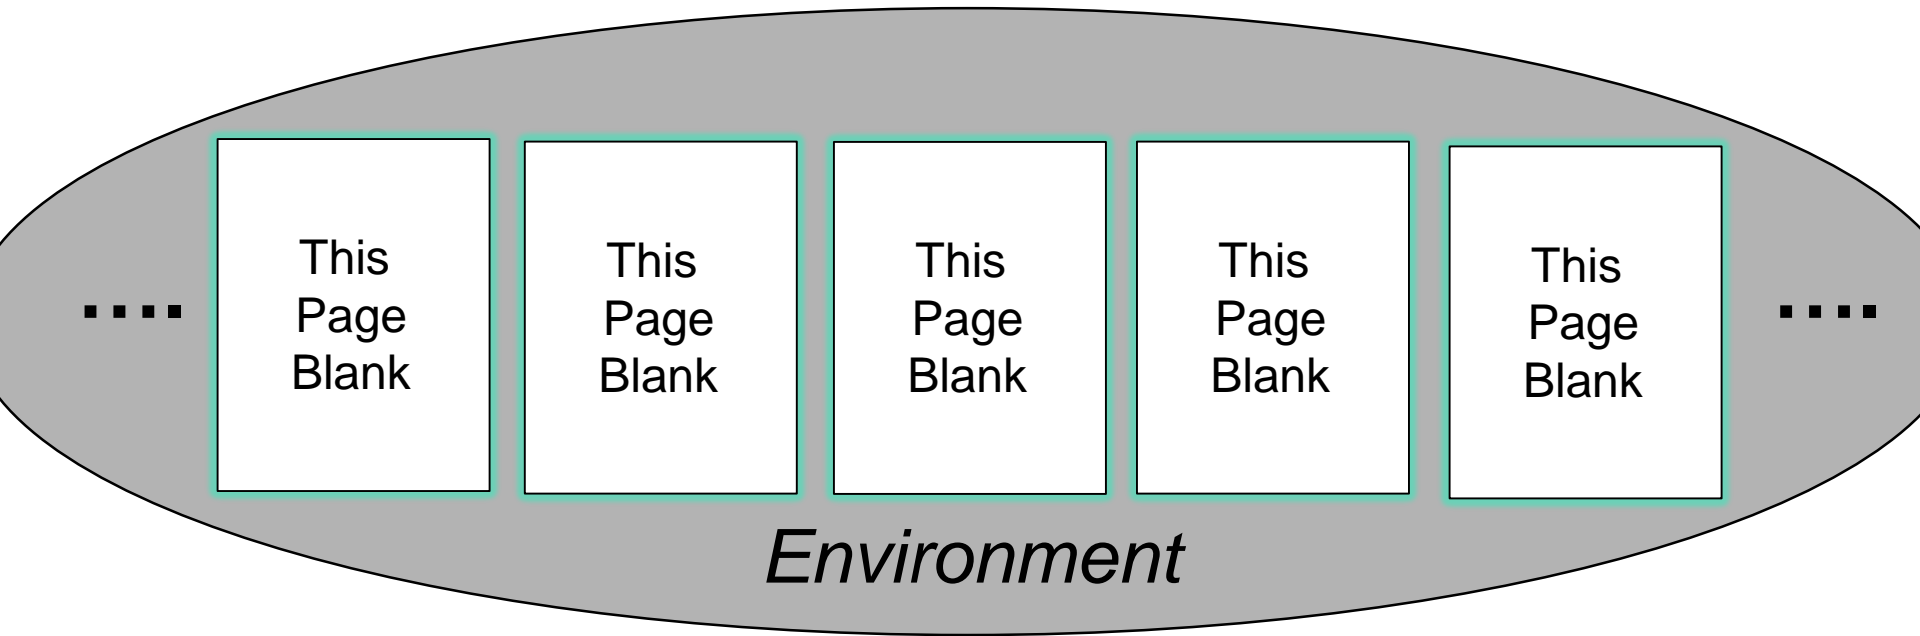 This
Page
Blank
This
Page
Blank
This
Page
Blank
This
Page
Blank
This
Page
Blank
....
....
Environment